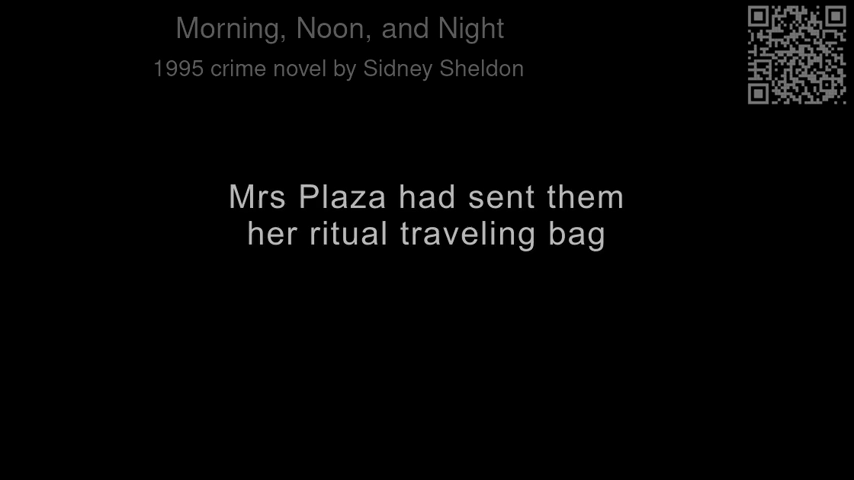 Morning, Noon, and Night
1995 crime novel by Sidney Sheldon
Mrs Plaza had sent them
her ritual traveling bag